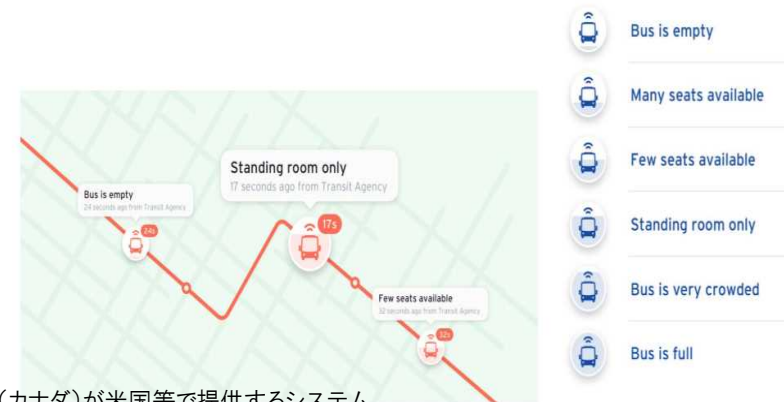 Bus is empty
Many seats available
Few seats available
Standing room only
Bus is very crowded
Bus is full
Standing room only
17 seconds ago from Transit Agency
17s
Bus is empty
24 seconds ago from Transit Agency
24s
Few seats available
32 seconds ago from Transit Agency
32s
(カナダ)が米国等で提供するシステム